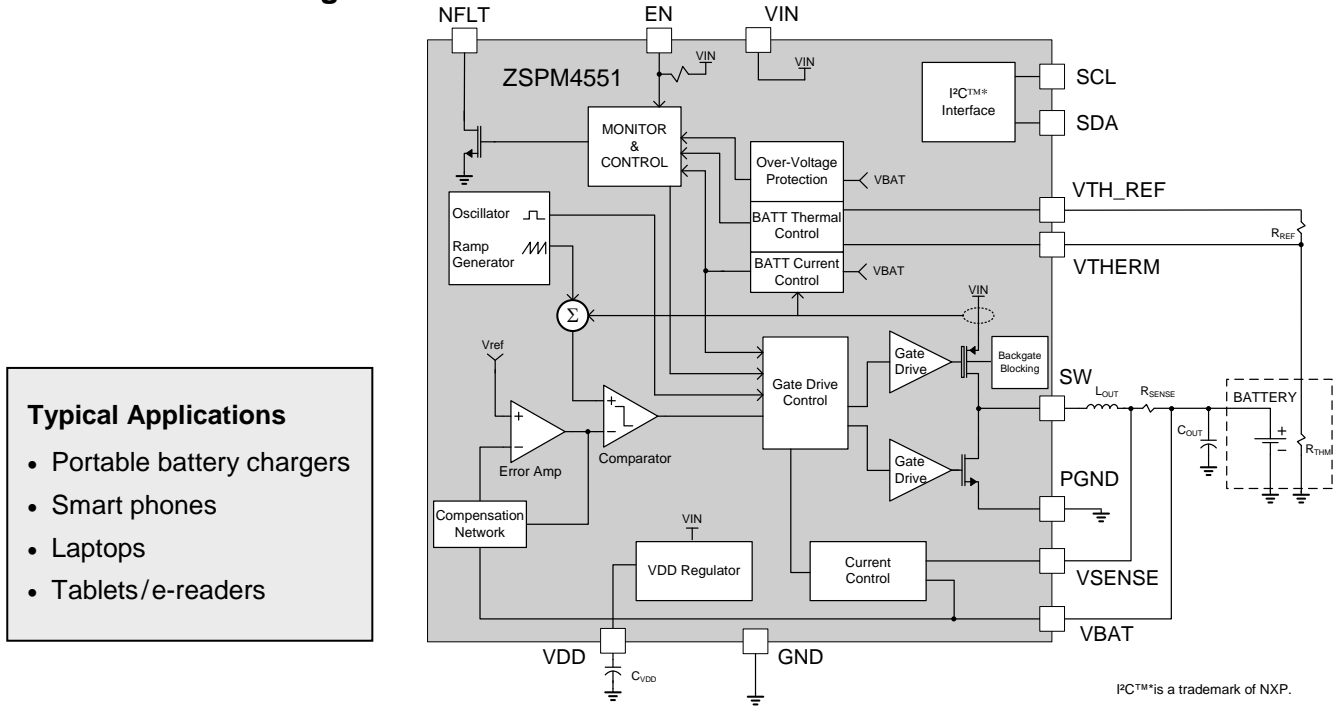 g
NFLT
EN
VIN
ZSPM4551
VIN
VIN
I²C™*
Interface
SCL
SDA
MONITOR
&
CONTROL
Over-Voltage
Protection
VBAT
BATT Thermal
Control
BATT Current
Control
VBAT
VTH_REF
RREF
VTHERM
Oscillator
Ramp
Generator
Σ
VIN
Vref
+
−
Error Amp
+
−
Comparator
Gate Drive
Control
Gate
Drive
Backgate
Blocking
Gate
Drive
SW
LOUT
RSENSE
COUT
BATTERY
+
−
RTHM
PGND
Compensation
Network
VIN
VDD Regulator
Current
Control
VSENSE
VBAT
VDD
CVDD
GND
Typical Applications
• Portable battery chargers
• Smart phones
• Laptops
• Tablets/e-readers
I²C™*is a trademark of NXP.